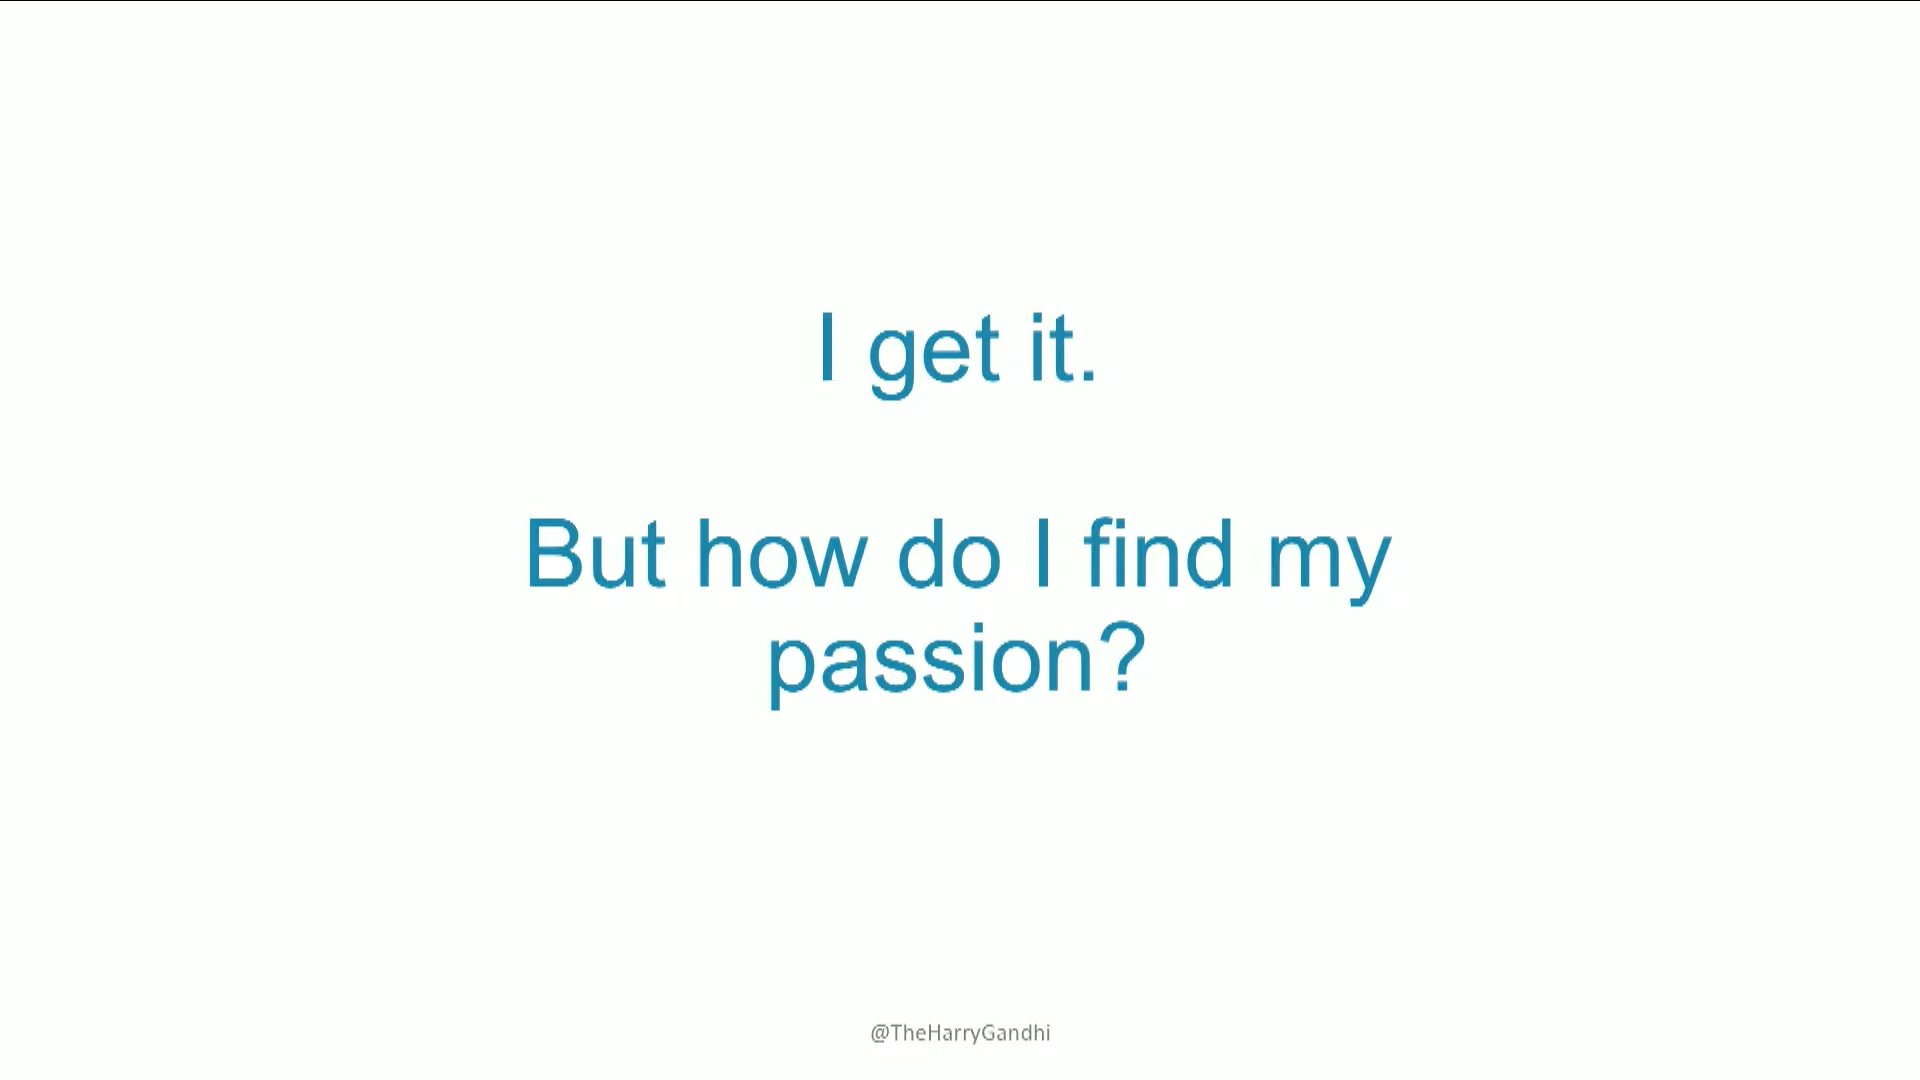 I get it.
But how do I find my
passion?
@TheHarryGandhi